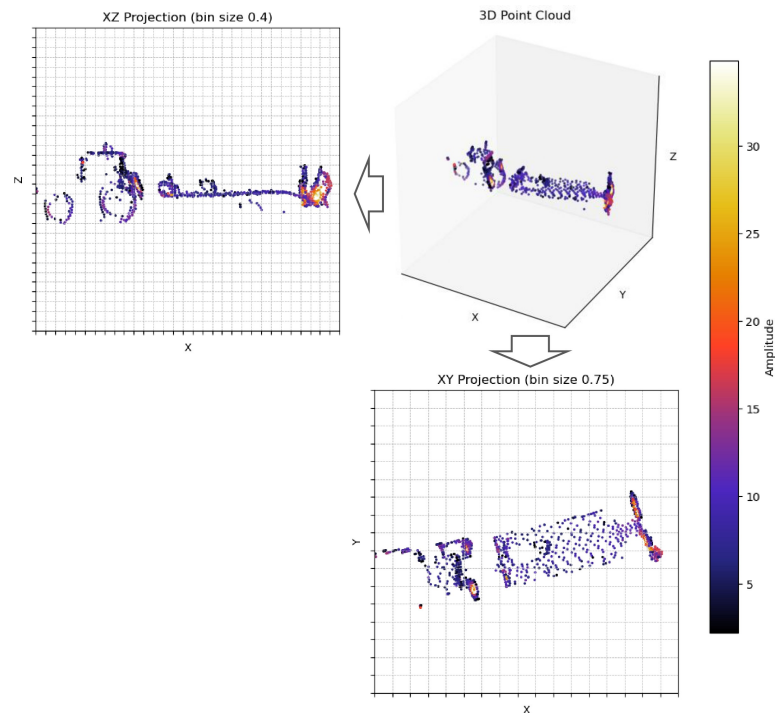 XZ Projection (bin size 0.4)
Z
X
3D Point Cloud
Z
Y
X
XY Projection (bin size 0.75)
Y
X
30
25
20
15
10
5
Amplitude